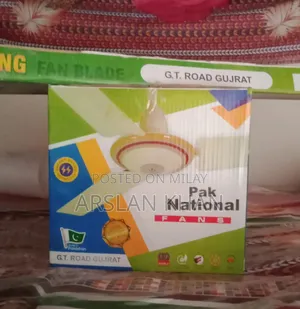 NG FAN BLADE
G.T. ROAD GUJRAT
POSTED ON MILAY
ARSLAN
Pak
National
FANS
G.T. ROAD GUJRAT